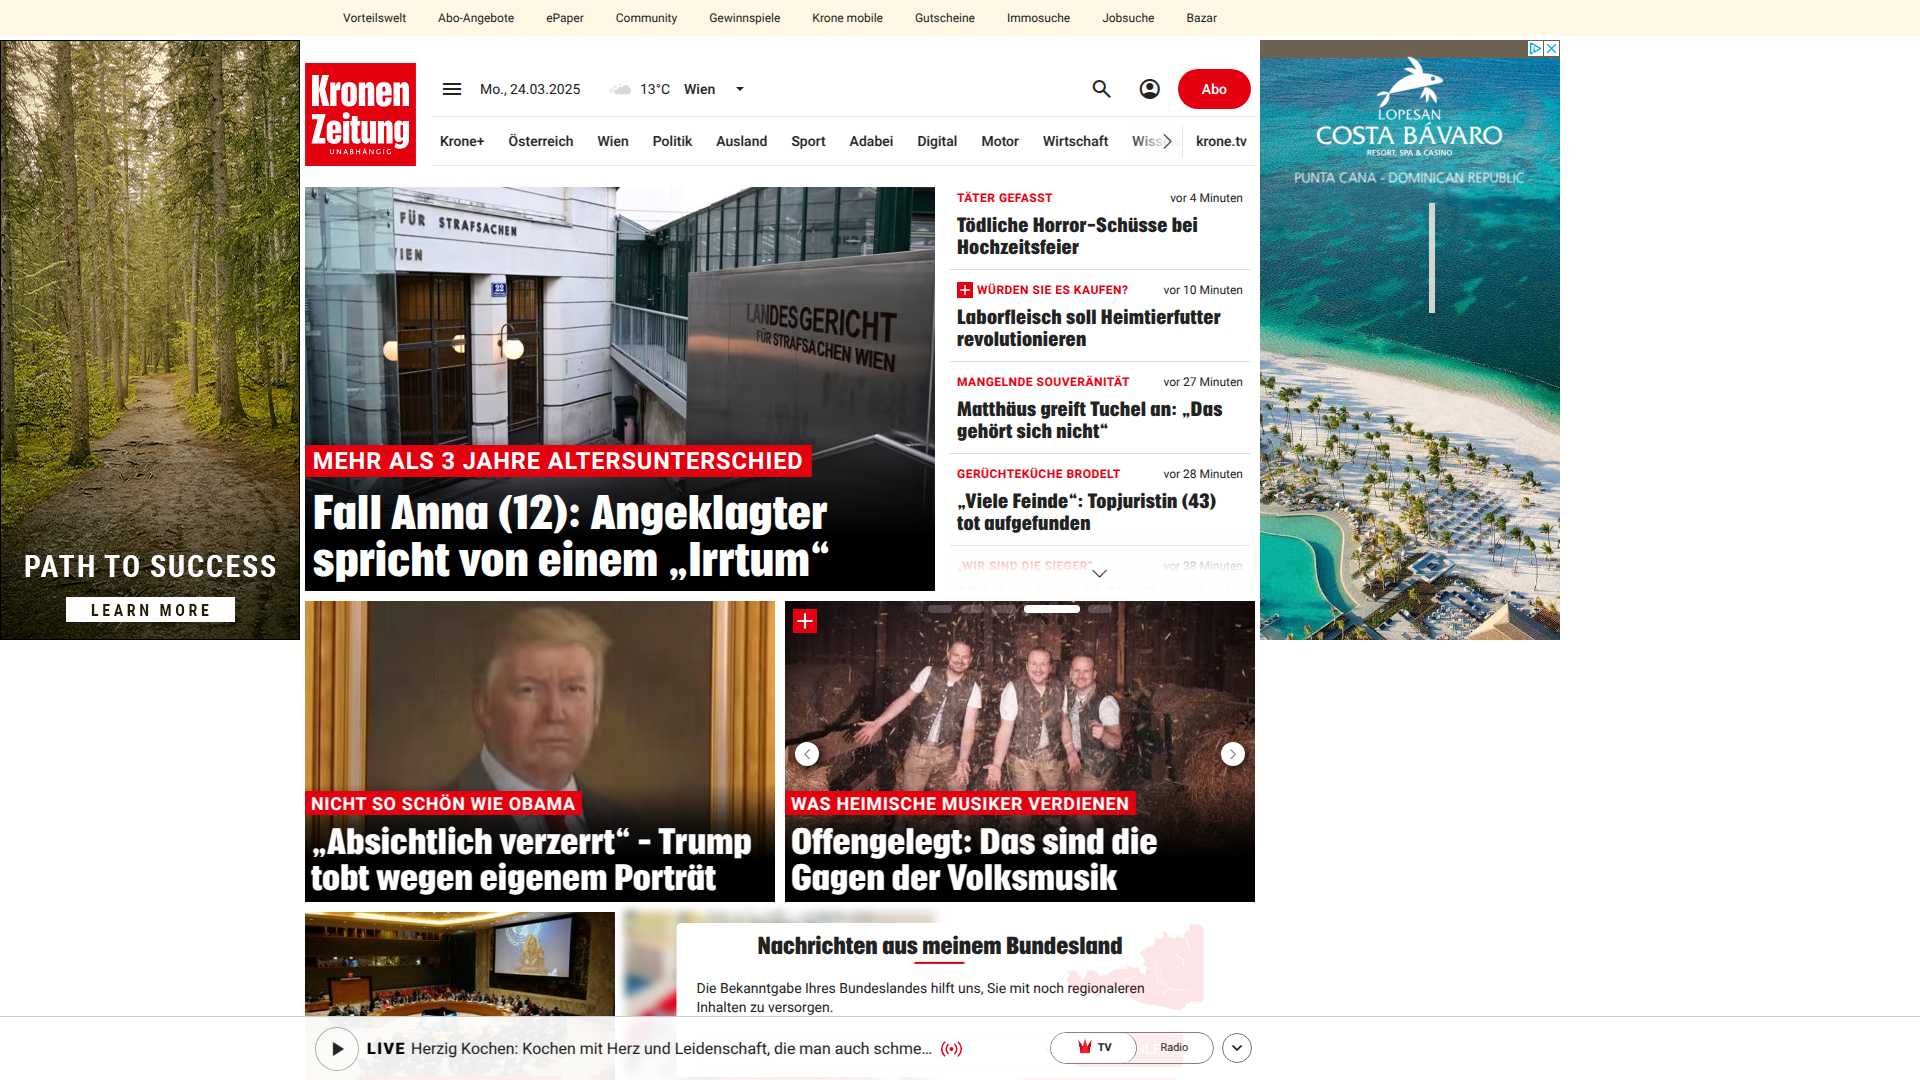 Vorteilswelt Abo-Angebote ePaper Community Gewinnspiele Krone mobile Gutscheine Immosuche Jobsuche Bazar
Kronen
Zeitung
UNABHÄNGIG
Mo., 24.03.2025 13°C Wien
Abo
Krone+ Österreich Wien Politik Ausland Sport Adabei Digital Motor Wirtschaft Wiss krone.tv
FÜR STRAFSACHEN
WIEN
22
LANDESGERICHT
FÜR STRAFSACHEN WIEN
MEHR ALS 3 JAHRE ALTERSUNTERSCHIED
Fall Anna (12): Angeklagter
spricht von einem „Irrtum“
TÄTER GEFASST vor 4 Minuten
Tödliche Horror-Schüsse bei
Hochzeitsfeier
WÜRDEN SIE ES KAUFEN? vor 10 Minuten
Laborfleisch soll Heimtierfutter
revolutionieren
MANGELNDE SOUVERÄNITÄT vor 27 Minuten
Matthäus greift Tuchel an: „Das
gehört sich nicht“
GERÜCHTEKÜCHE BRODELT vor 28 Minuten
„Viele Feinde“: Topjuristin (43)
tot aufgefunden
„WIR SIND DIE SIEGER“ vor 38 Minuten
NICHT SO SCHÖN WIE OBAMA
„Absichtlich verzerrt“ – Trump
tobt wegen eigenem Porträt
WAS HEIMISCHE MUSIKER VERDIENEN
Offengelegt: Das sind die
Gagen der Volksmusik
Nachrichten aus meinem Bundesland
Die Bekanntgabe Ihres Bundeslandes hilft uns, Sie mit noch regionaleren
Inhalten zu versorgen.
LIVE Herzig Kochen: Kochen mit Herz und Leidenschaft, die man auch schme...
TV Radio
PATH TO SUCCESS
LEARN MORE
LOPESAN
COSTA BÁVARO
RESORT, SPA & CASINO
PUNTA CANA - DOMINICAN REPUBLIC